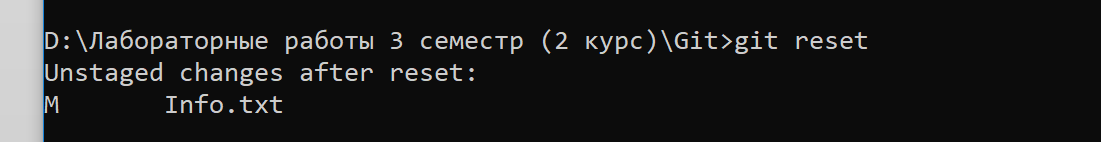 D:\Лабораторные работы 3 семестр (2 курс)\Git>git reset
Unstaged changes after reset:
M       Info.txt